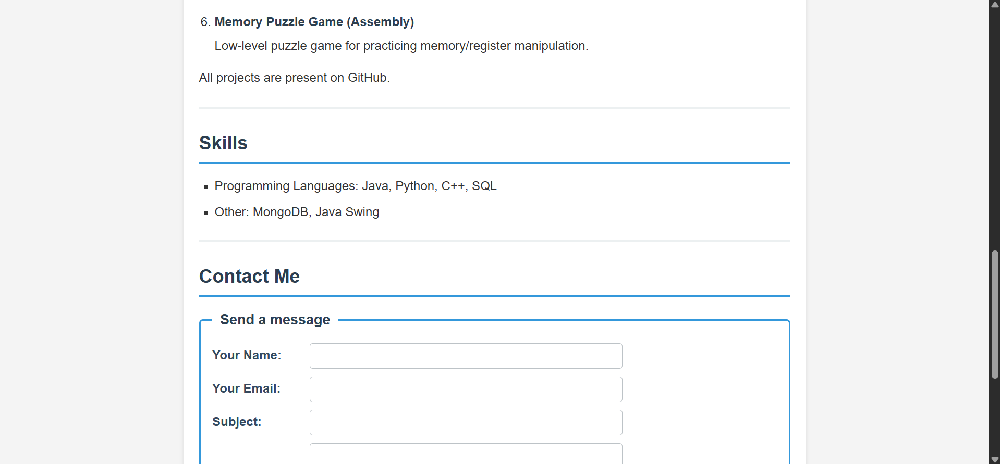 6. Memory Puzzle Game (Assembly)
Low-level puzzle game for practicing memory/register manipulation.
All projects are present on GitHub.
Skills
▪ Programming Languages: Java, Python, C++, SQL
▪ Other: MongoDB, Java Swing
Contact Me
Send a message
Your Name:
Your Email:
Subject: